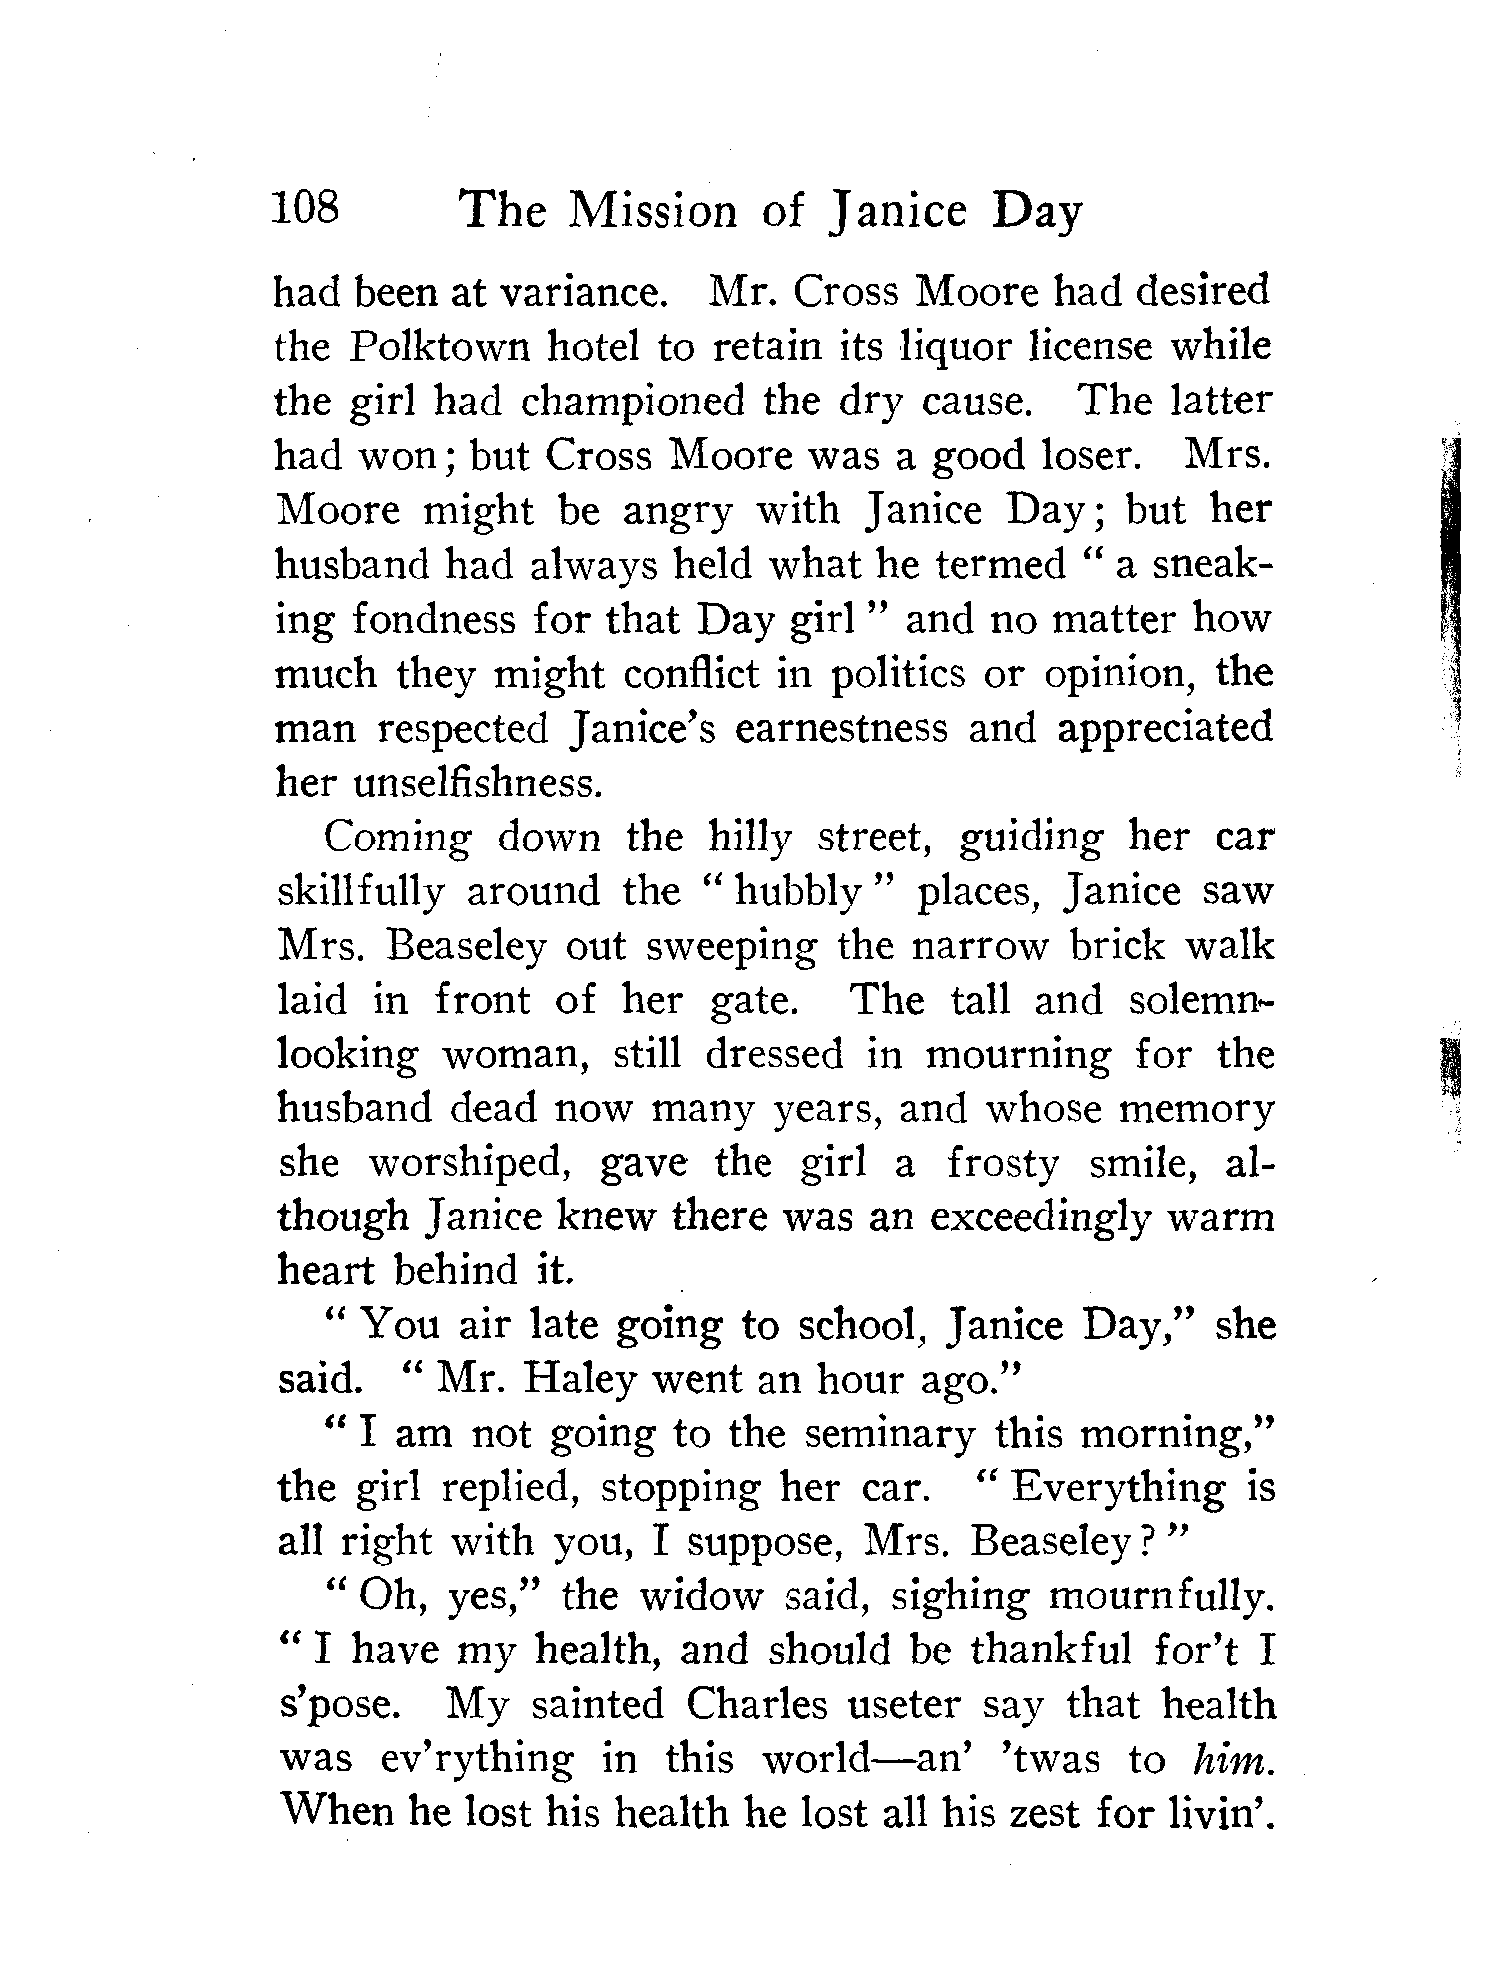 108 The Mission of Janice Day
had been at variance. Mr. Cross Moore had desired
the Polktown hotel to retain its liquor license while
the girl had championed the dry cause. The latter
had won; but Cross Moore was a good loser. Mrs.
Moore might be angry with Janice Day; but her
husband had always held what he termed “ a sneak-
ing fondness for that Day girl ” and no matter how
much they might conflict in politics or opinion, the
man respected Janice’s earnestness and appreciated
her unselfishness.
Coming down the hilly street, guiding her car
skillfully around the “ hubbly ” places, Janice saw
Mrs. Beaseley out sweeping the narrow brick walk
laid in front of her gate. The tall and solemn-
looking woman, still dressed in mourning for the
husband dead now many years, and whose memory
she worshiped, gave the girl a frosty smile, al-
though Janice knew there was an exceedingly warm
heart behind it.
“ You air late going to school, Janice Day,” she
said. “ Mr. Haley went an hour ago.”
“ I am not going to the seminary this morning,”
the girl replied, stopping her car. “ Everything is
all right with you, I suppose, Mrs. Beaseley? ”
“ Oh, yes,” the widow said, sighing mournfully.
“ I have my health, and should be thankful for’t I
s’pose. My sainted Charles useter say that health
was ev’rything in this world—an’ ’twas to him.
When he lost his health he lost all his zest for livin’.